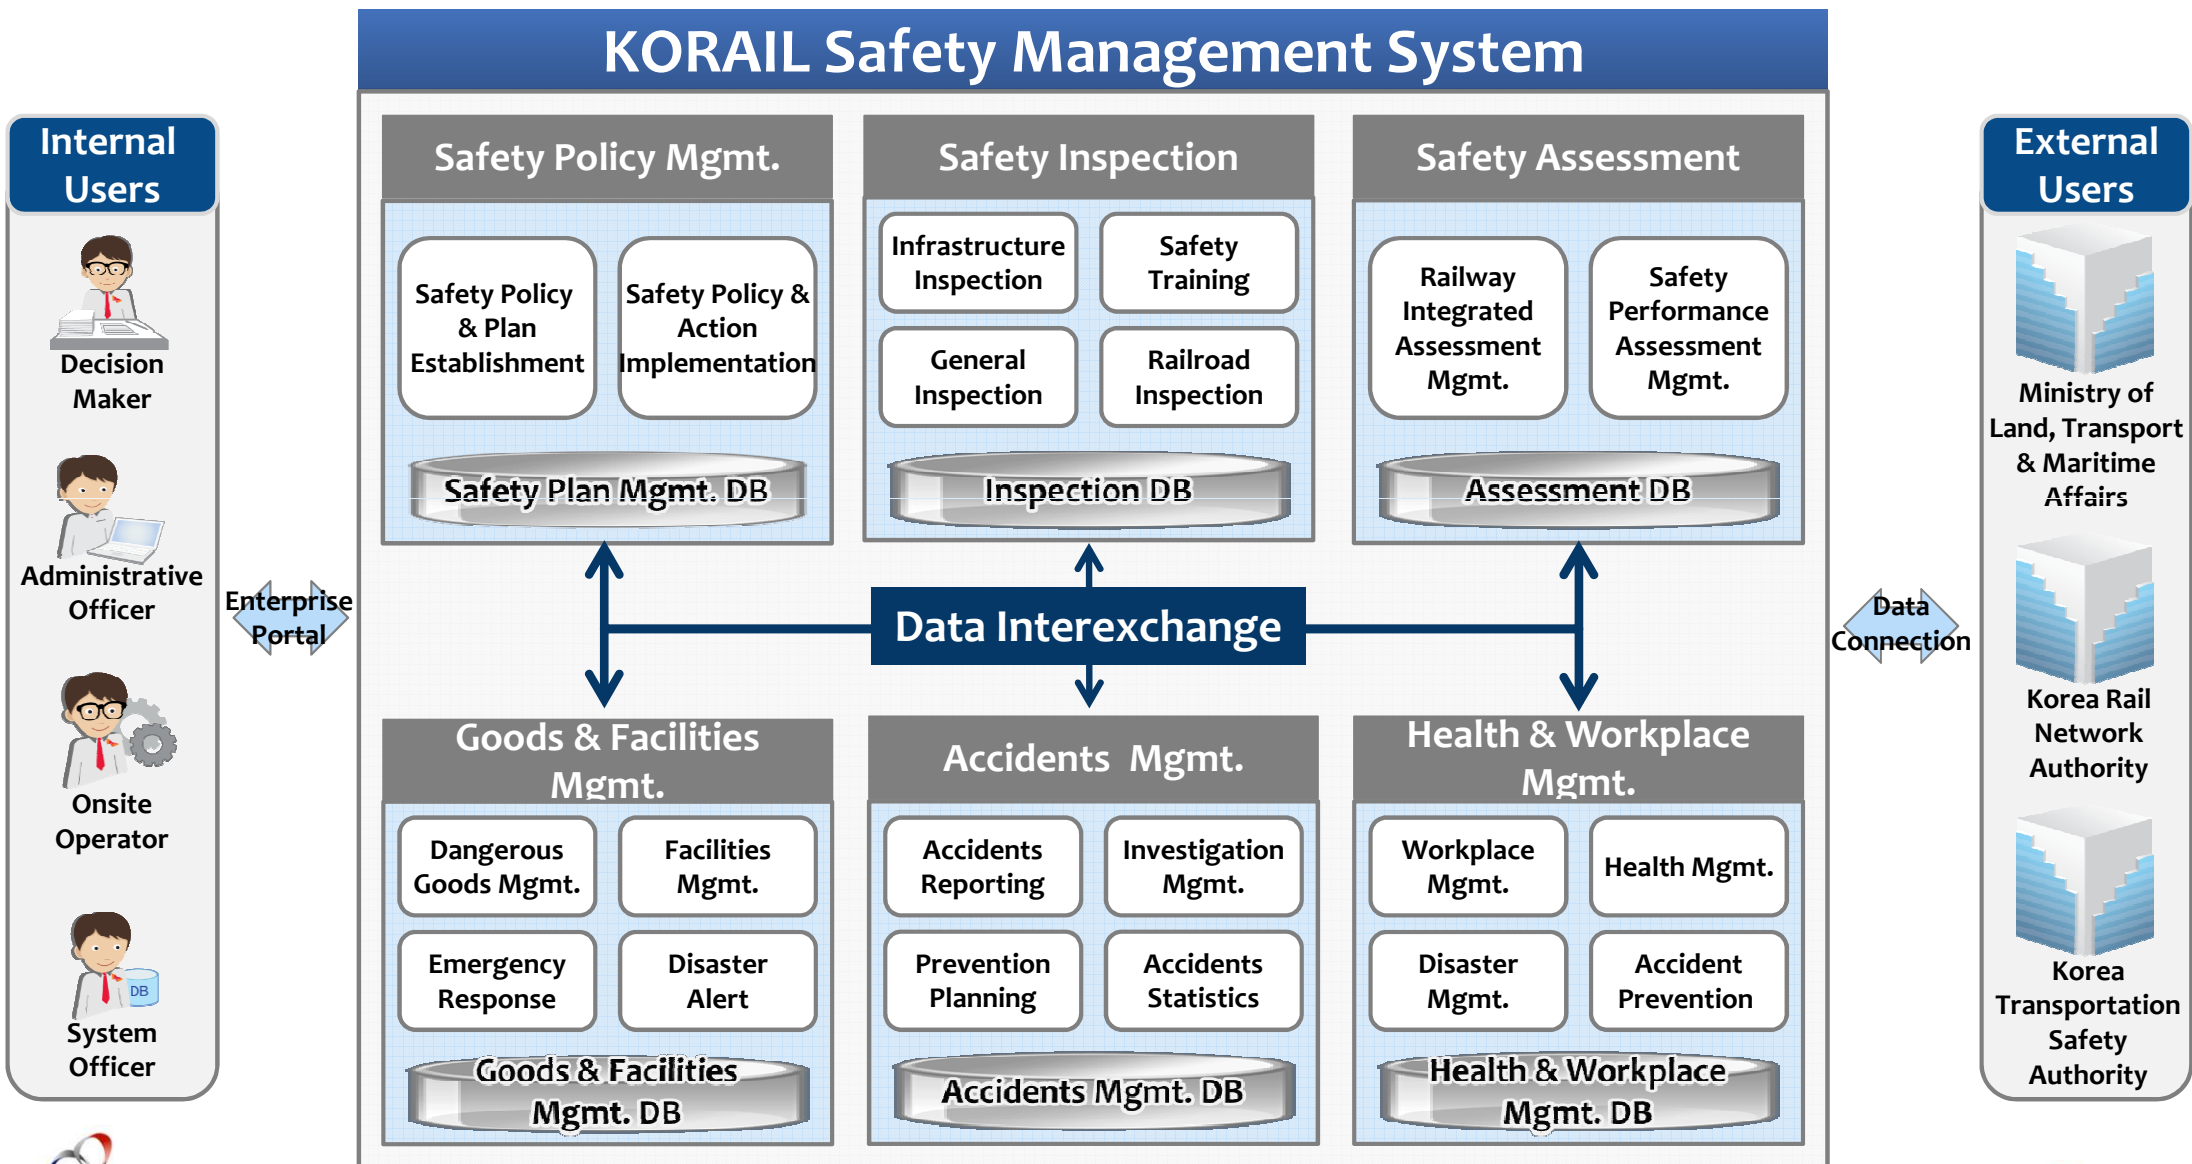 KORAIL Safety Management System
Internal
Users
Decision
Maker
Administrative
Officer
Onsite
Operator
DB
System
Officer
Enterprise
Portal
Safety Policy Mgmt.
Safety Policy
& Plan
Establishment
Safety Policy &
Action
Implementation
Safety Plan Mgmt. DB
Safety Inspection
Infrastructure
Inspection
Safety
Training
General
Inspection
Railroad
Inspection
Inspection DB
Safety Assessment
Railway
Integrated
Assessment
Mgmt.
Safety
Performance
Assessment
Mgmt.
Assessment DB
Data Interexchange
Goods & Facilities
Mgmt.
Dangerous
Goods Mgmt.
Facilities
Mgmt.
Emergency
Response
Disaster
Alert
Goods & Facilities
Mgmt. DB
Accidents Mgmt.
Accidents
Reporting
Investigation
Mgmt.
Prevention
Planning
Accidents
Statistics
Accidents Mgmt. DB
Health & Workplace
Mgmt.
Workplace
Mgmt.
Health Mgmt.
Disaster
Mgmt.
Accident
Prevention
Health & Workplace
Mgmt. DB
Data
Connection
External
Users
Ministry of
Land, Transport
& Maritime
Affairs
Korea Rail
Network
Authority
Korea
Transportation
Safety
Authority